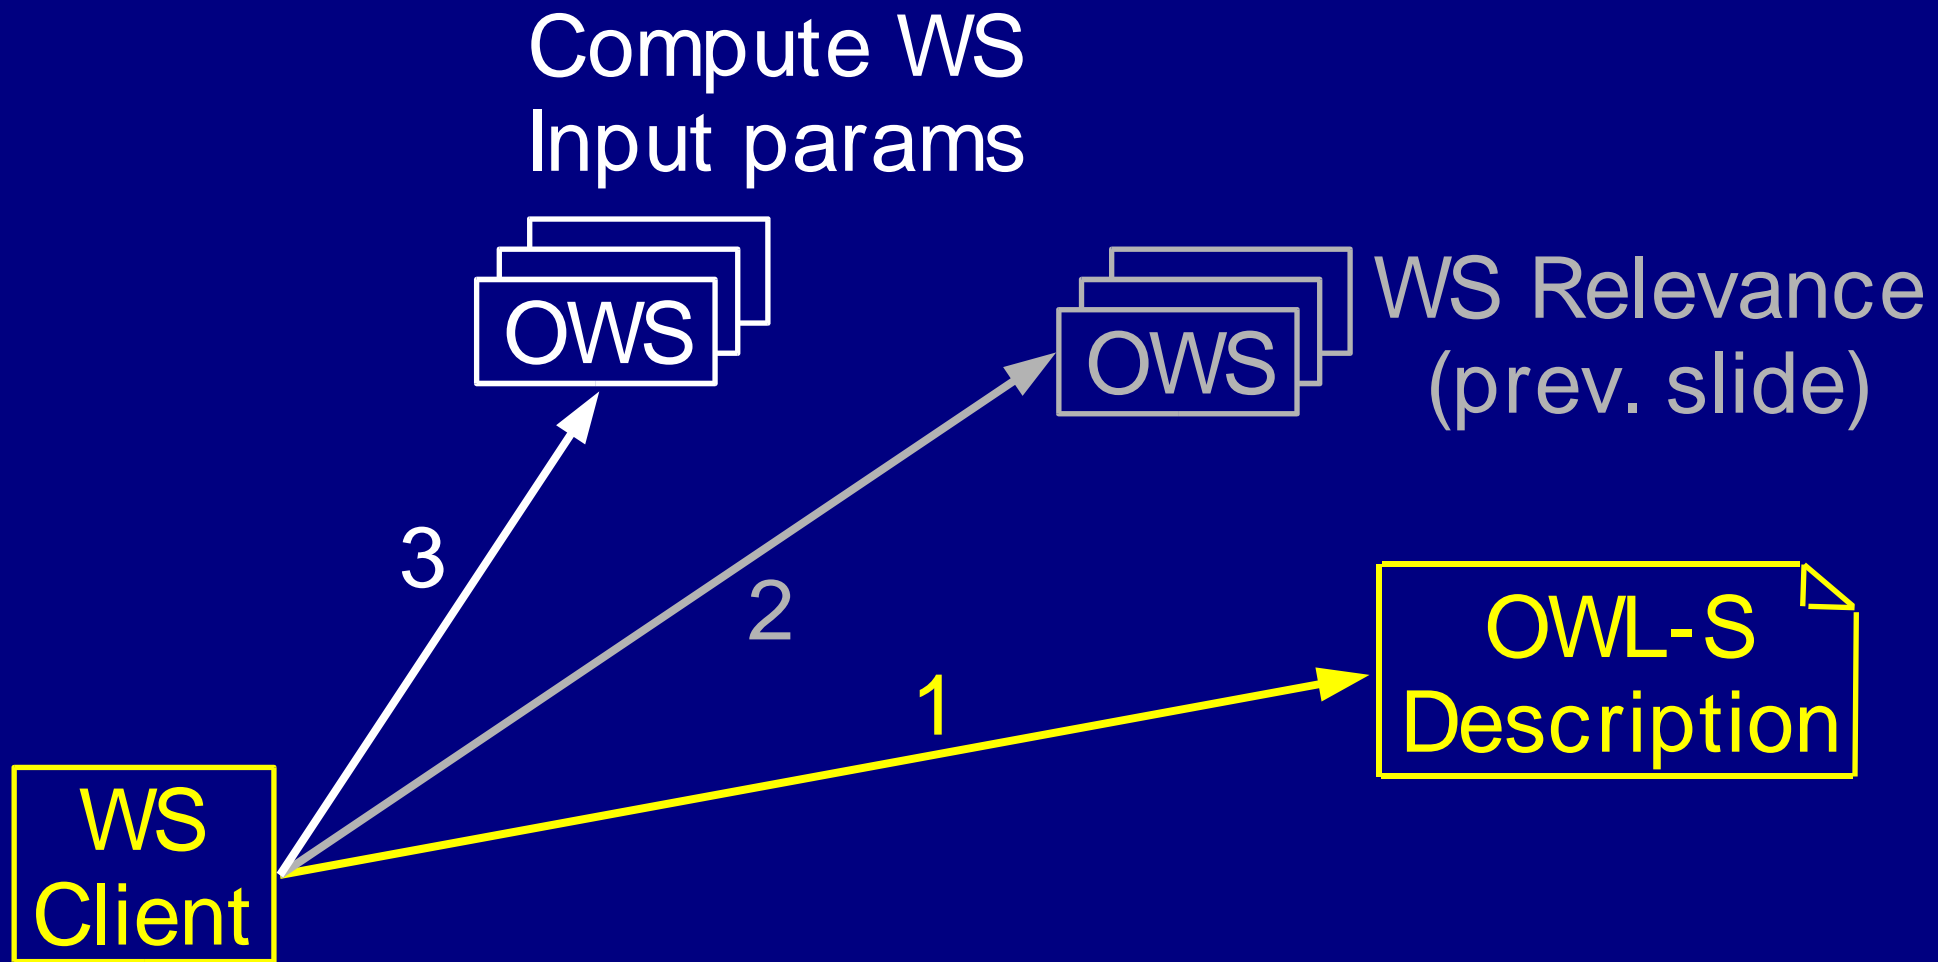 Compute WS
Input params
OWS
OWS
WS Relevance
(prev. slide)
3
2
1
OWL-S
Description
WS
Client